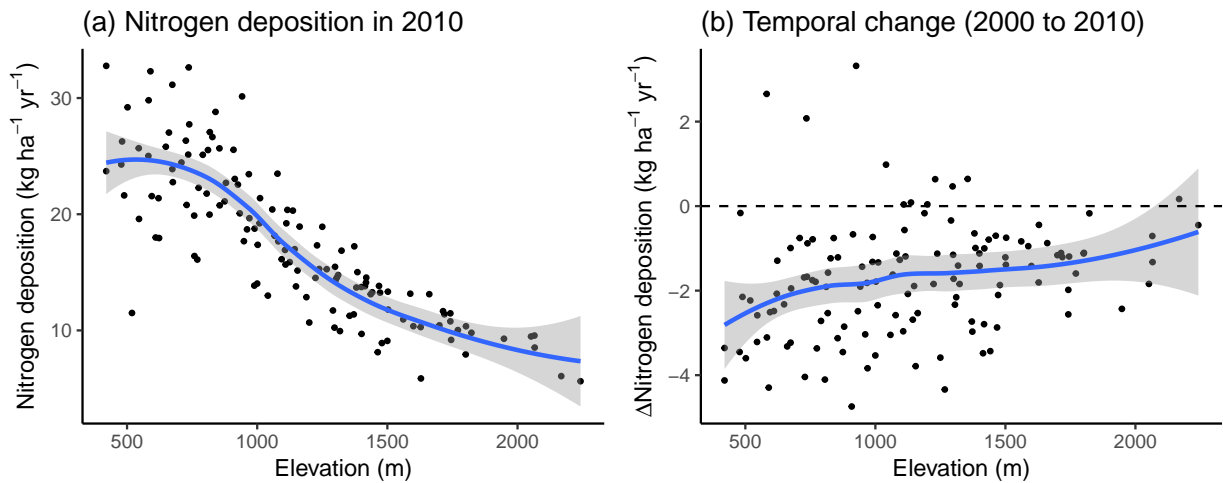 (a) Nitrogen deposition in 2010
Nitrogen deposition (kg ha⁻¹ yr⁻¹)
30
20
10
500 1000 1500 2000
Elevation (m)
(b) Temporal change (2000 to 2010)
ΔNitrogen deposition (kg ha⁻¹ yr⁻¹)
2
0
−2
−4
500 1000 1500 2000
Elevation (m)